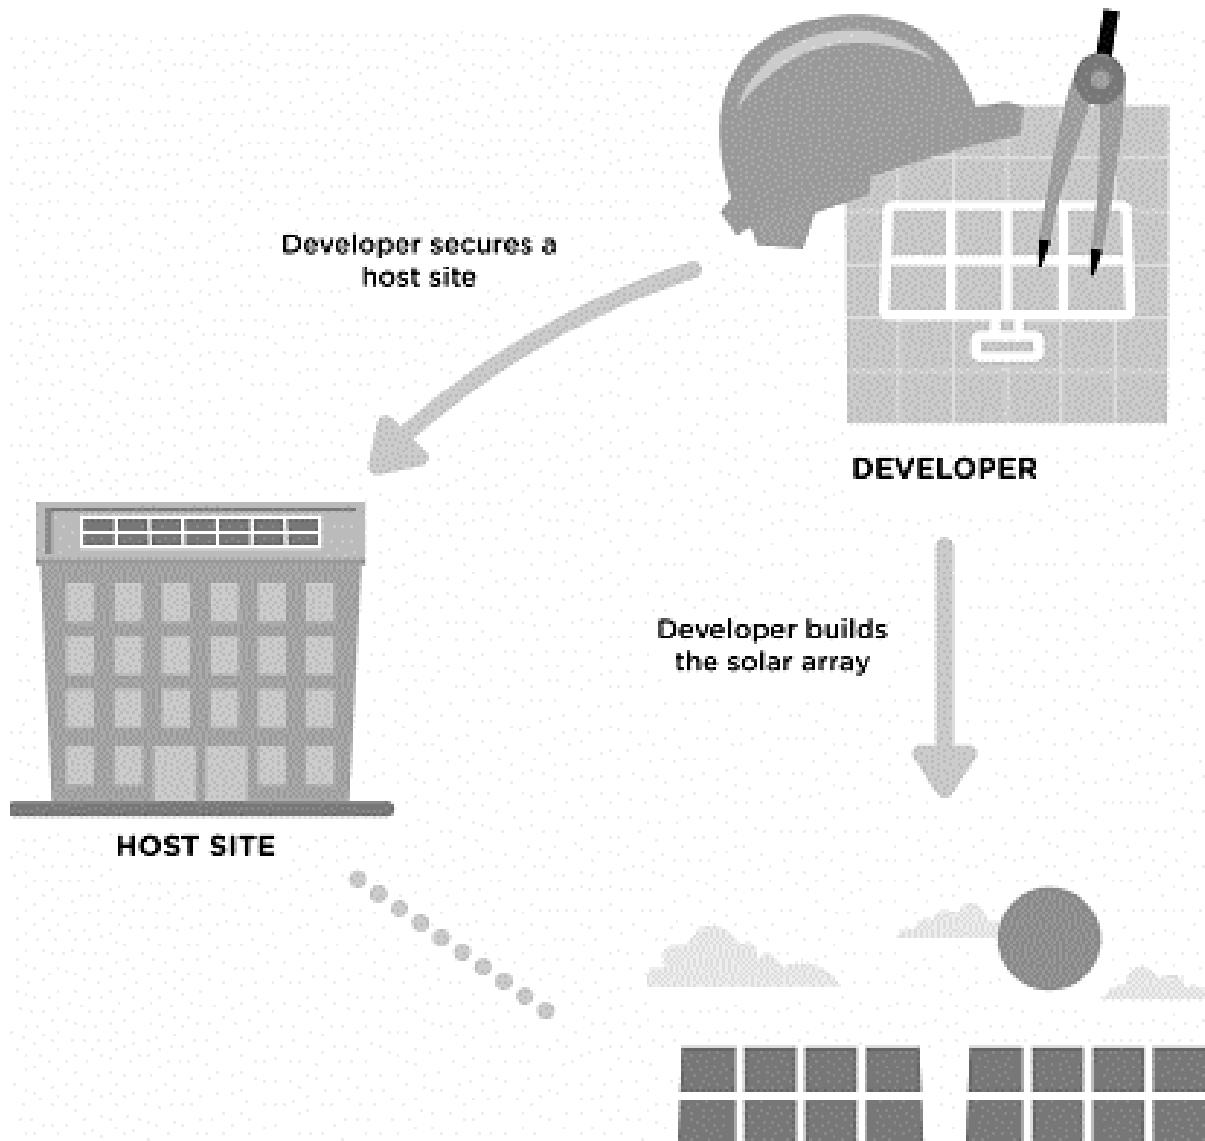 Developer secures a
host site
DEVELOPER
Developer builds
the solar array
HOST SITE